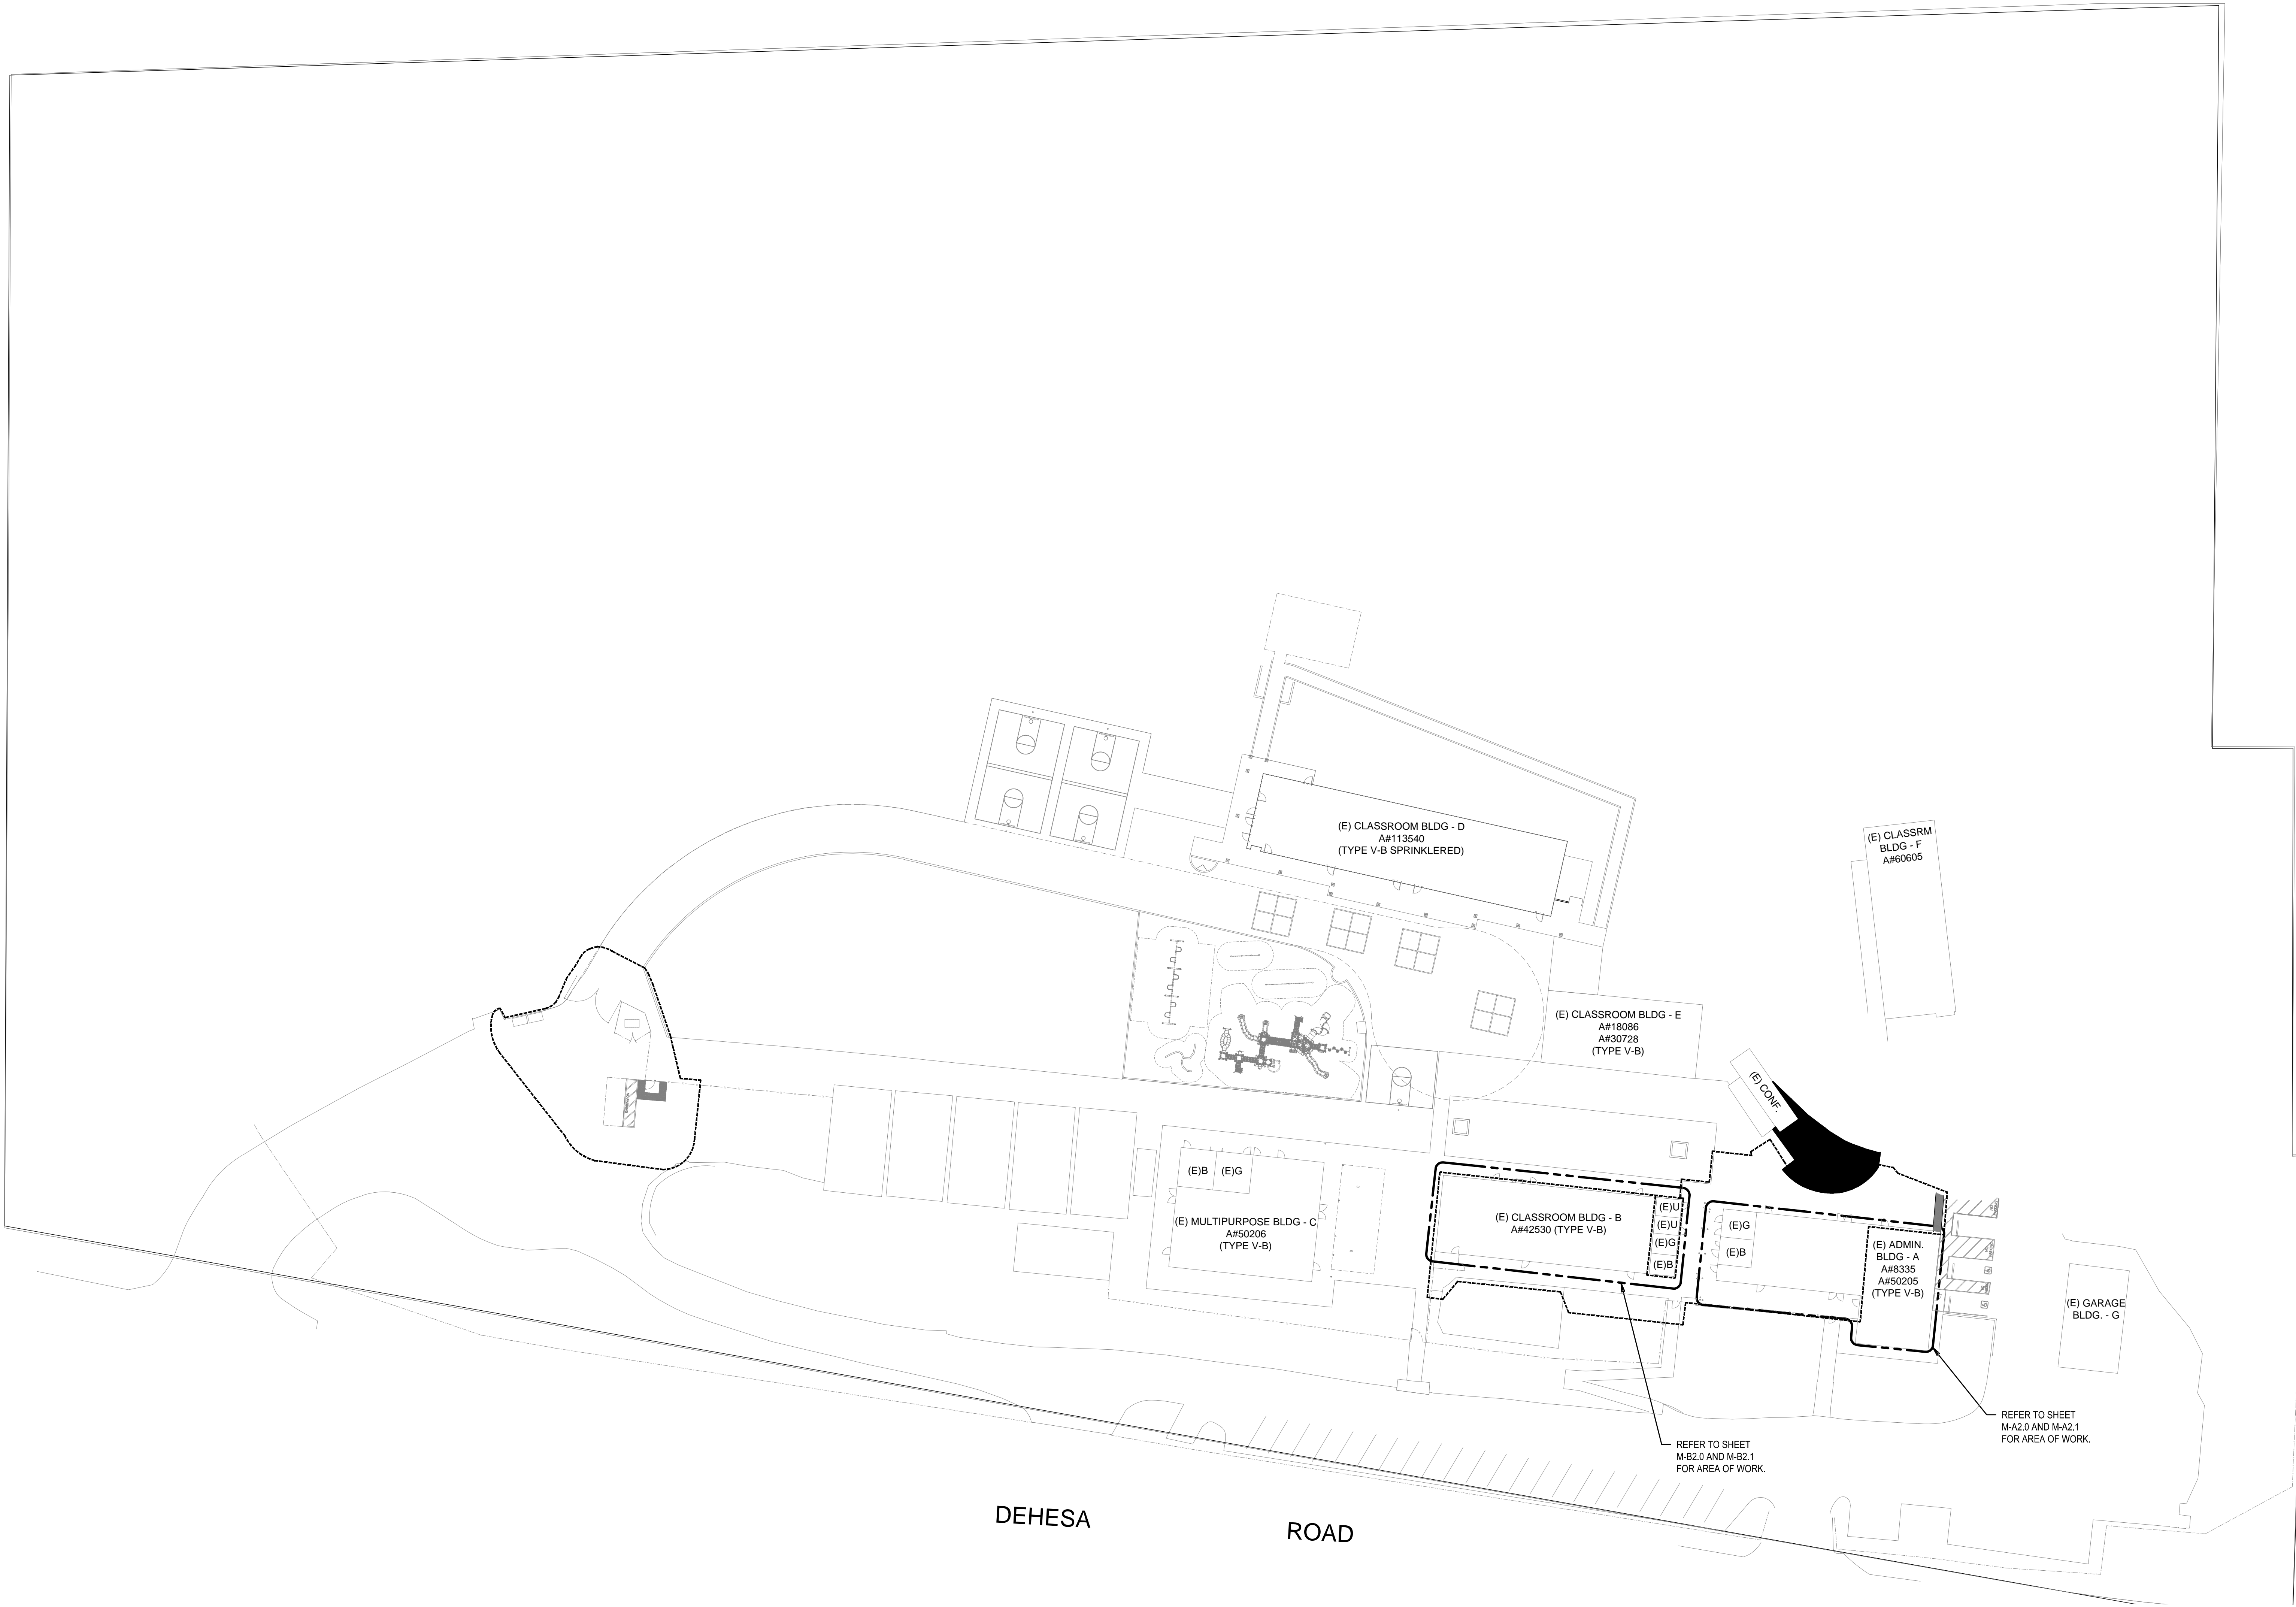 (E) CLASSROOM BLDG - D
A#113540
(TYPE V-B SPRINKLERED)
(E) CLASSRM
BLDG - F
A#60605
(E) CLASSROOM BLDG - E
A#18086
A#30728
(TYPE V-B)
(E) CONF.
(E)B
(E)G
(E) MULTIPURPOSE BLDG - C
A#50206
(TYPE V-B)
(E) CLASSROOM BLDG - B
A#42530 (TYPE V-B)
(E)U
(E)U
(E)G
(E)B
(E)G
(E)B
(E) ADMIN.
BLDG - A
A#8335
A#50205
(TYPE V-B)
(E) GARAGE
BLDG. - G
REFER TO SHEET
M-A2.0 AND M-A2.1
FOR AREA OF WORK.
REFER TO SHEET
M-B2.0 AND M-B2.1
FOR AREA OF WORK.
DEHESA ROAD